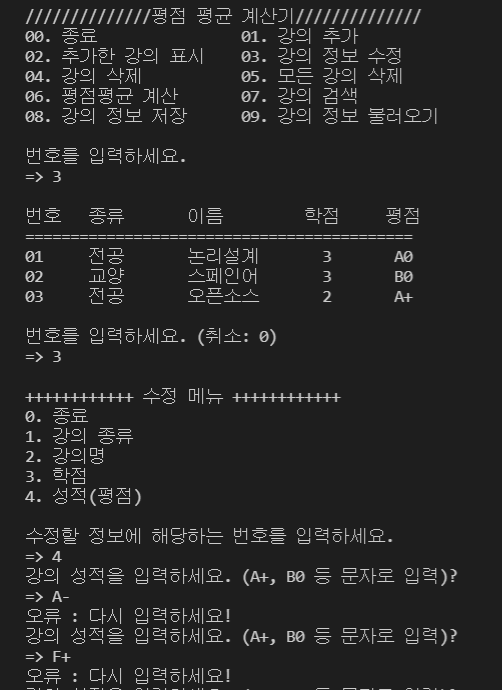 //////////////평점 평균 계산기//////////////
00. 종료 01. 강의 추가
02. 추가한 강의 표시 03. 강의 정보 수정
04. 강의 삭제 05. 모든 강의 삭제
06. 평점평균 계산 07. 강의 검색
08. 강의 정보 저장 09. 강의 정보 불러오기
번호를 입력하세요.
=> 3
번호 종류 이름 학점 평점
===========================================
01 전공 논리설계 3 A0
02 교양 스페인어 3 B0
03 전공 오픈소스 2 A+
번호를 입력하세요. (취소: 0)
=> 3
++++++++++++ 수정 메뉴 ++++++++++++
0. 종료
1. 강의 종류
2. 강의명
3. 학점
4. 성적(평점)
수정할 정보에 해당하는 번호를 입력하세요.
=> 4
강의 성적을 입력하세요. (A+, B0 등 문자로 입력)?
=> A-
오류 : 다시 입력하세요!
강의 성적을 입력하세요. (A+, B0 등 문자로 입력)?
=> F+
오류 : 다시 입력하세요!